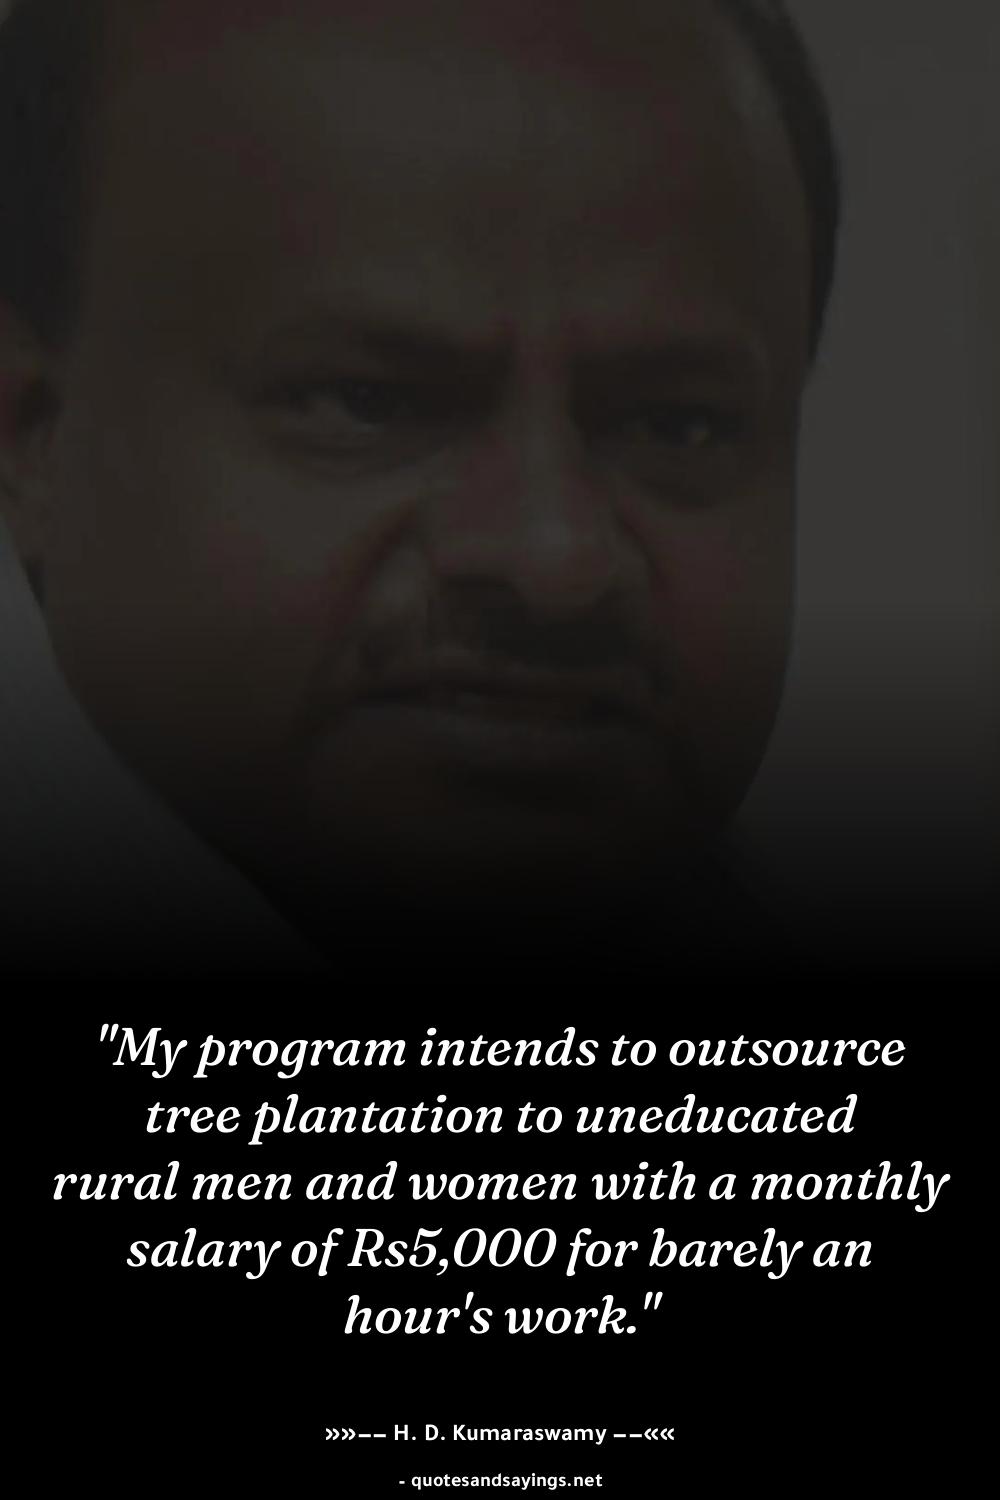 "My program intends to outsource
tree plantation to uneducated
rural men and women with a monthly
salary of Rs5,000 for barely an
hour's work."
»»−− H. D. Kumaraswamy −−««
- quotesandsayings.net